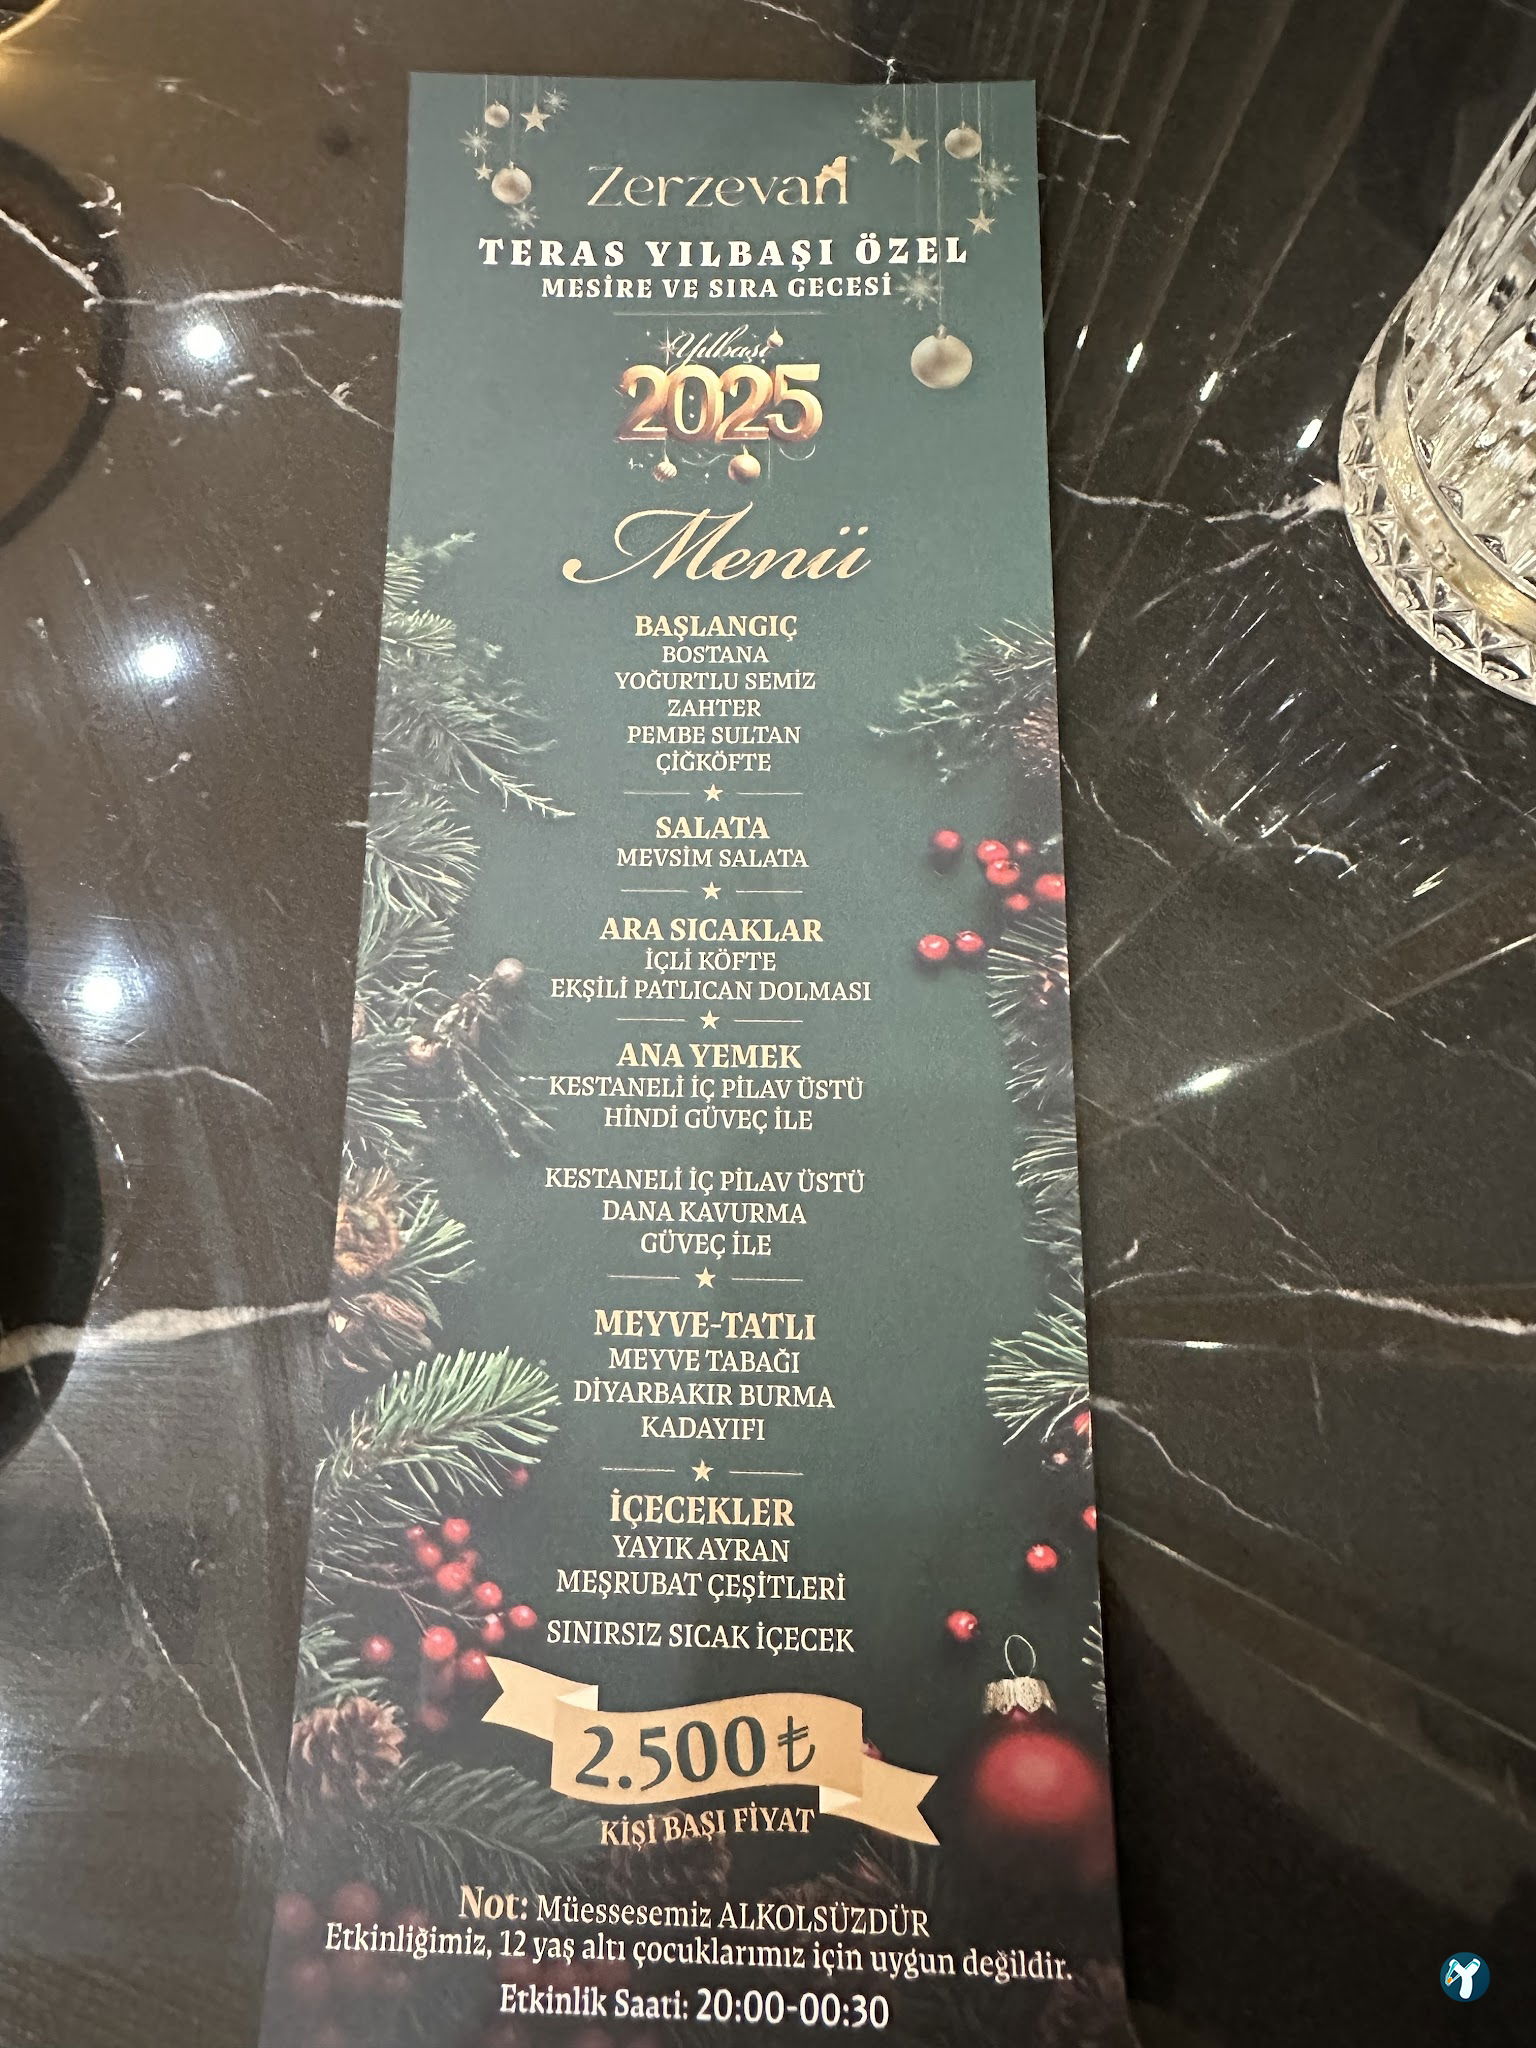 Zerzevan
TERAS YILBAŞI ÖZEL
MESİRE VE SIRA GECESİ
Yılbaşı
2025
Menü
BAŞLANGIÇ
BOSTANA
YOĞURTLU SEMİZ
ZAHTER
PEMBE SULTAN
ÇİĞKÖFTE
SALATA
MEVSİM SALATA
ARA SICAKLAR
İÇLİ KÖFTE
EKŞİLİ PATLICAN DOLMASI
ANA YEMEK
KESTANELİ İÇ PİLAV ÜSTÜ
HİNDİ GÜVEÇ İLE
KESTANELİ İÇ PİLAV ÜSTÜ
DANA KAVURMA
GÜVEÇ İLE
MEYVE-TATLI
MEYVE TABAĞI
DİYARBAKIR BURMA
KADAYIFI
İÇECEKLER
YAYIK AYRAN
MEŞRUBAT ÇEŞİTLERİ
SINIRSIZ SICAK İÇECEK
2.500₺
KİŞİ BAŞI FİYAT
Not: Müessesemiz ALKOLSÜZDÜR
Etkinliğimiz, 12 yaş altı çocuklarımız için uygun değildir.
Etkinlik Saati: 20:00-00:30